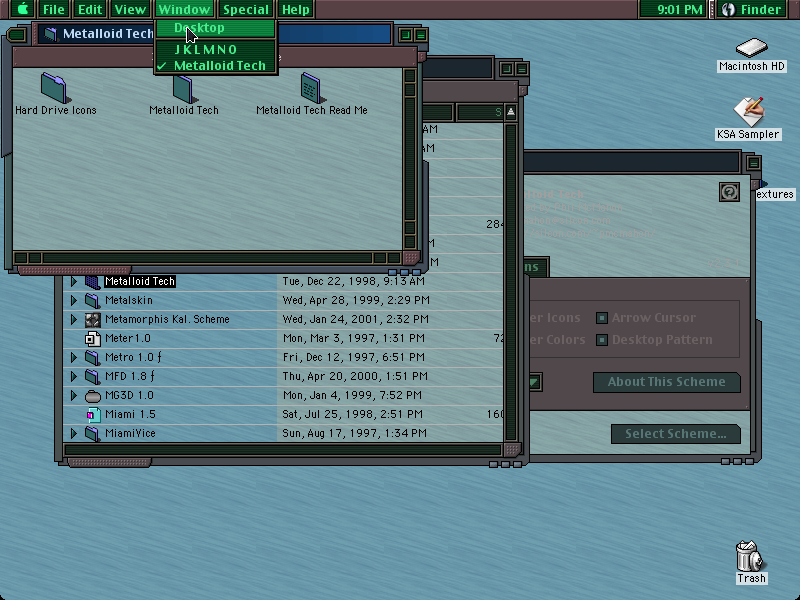 File Edit View Window Special Help 9:01 PM Finder
Desktop
J K L M N O
Metalloid Tech
Metalloid Tech
Hard Drive Icons
Metalloid Tech
Metalloid Tech Read Me
S
AM
AM
284
M
M
Metalloid Tech Tue, Dec 22, 1998, 9:13 AM
Metalskin Wed, Apr 28, 1999, 2:29 PM
Metamorphis Kal. Scheme Wed, Jan 24, 2001, 2:32 PM
Meter 1.0 Mon, Mar 3, 1997, 1:31 PM 72
Metro 1.0 ƒ Fri, Dec 12, 1997, 6:51 PM
MFD 1.8 ƒ Thu, Apr 20, 2000, 1:51 PM
MG3D 1.0 Mon, Jan 4, 1999, 7:52 PM
Miami 1.5 Sat, Jul 25, 1998, 2:51 PM 160
MiamiVice Sun, Aug 17, 1997, 1:34 PM
ns
er Icons
Arrow Cursor
er Colors
Desktop Pattern
About This Scheme
Select Scheme...
Macintosh HD
KSA Sampler
extures
Trash